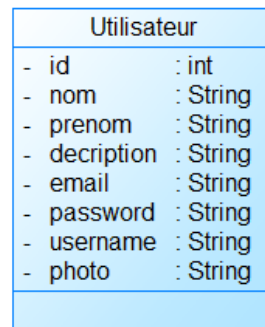 Utilisateur
- id : int
- nom : String
- prenom : String
- decription : String
- email : String
- password : String
- username : String
- photo : String